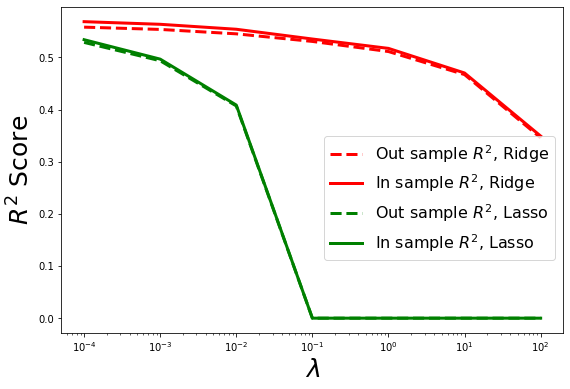 R² Score
0.5
0.4
0.3
0.2
0.1
0.0
Out sample R², Ridge
In sample R², Ridge
Out sample R², Lasso
In sample R², Lasso
10⁻⁴ 10⁻³ 10⁻² 10⁻¹ 10⁰ 10¹ 10²
λ